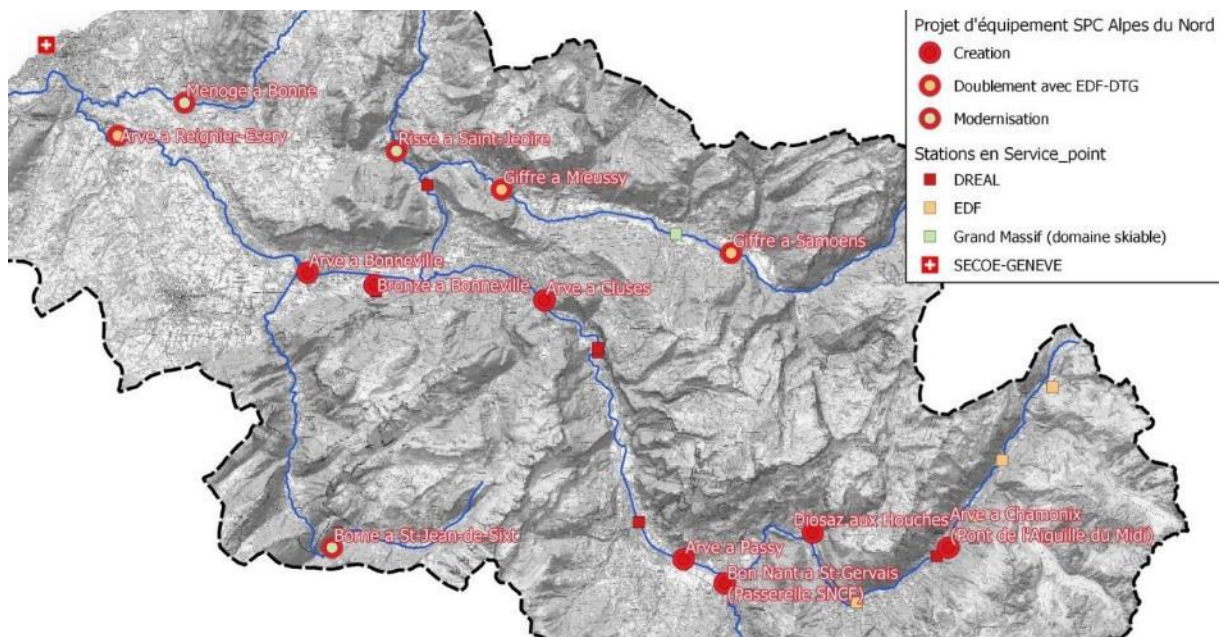 Projet d'équipement SPC Alpes du Nord
Creation
Doublement avec EDF-DTG
Modernisation
Stations en Service_point
DREAL
EDF
Grand Massif (domaine skiable)
SECOE-GENEVE
Menoge a Bonne
Arve a Reignier-Esery
Risse a Saint-Jeoire
Giffre a Mieussy
Giffre a Samoens
Arve a Bonneville
Bronze a Bonneville
Arve a Cluses
Borne a St-Jean-de-Sixt
Diosaz aux Houches
Arve a Chamonix
(Pont de l'Aiguille du Midi)
Arve a Passy
Bon Nant a St-Gervais
(Passerelle SNCF)